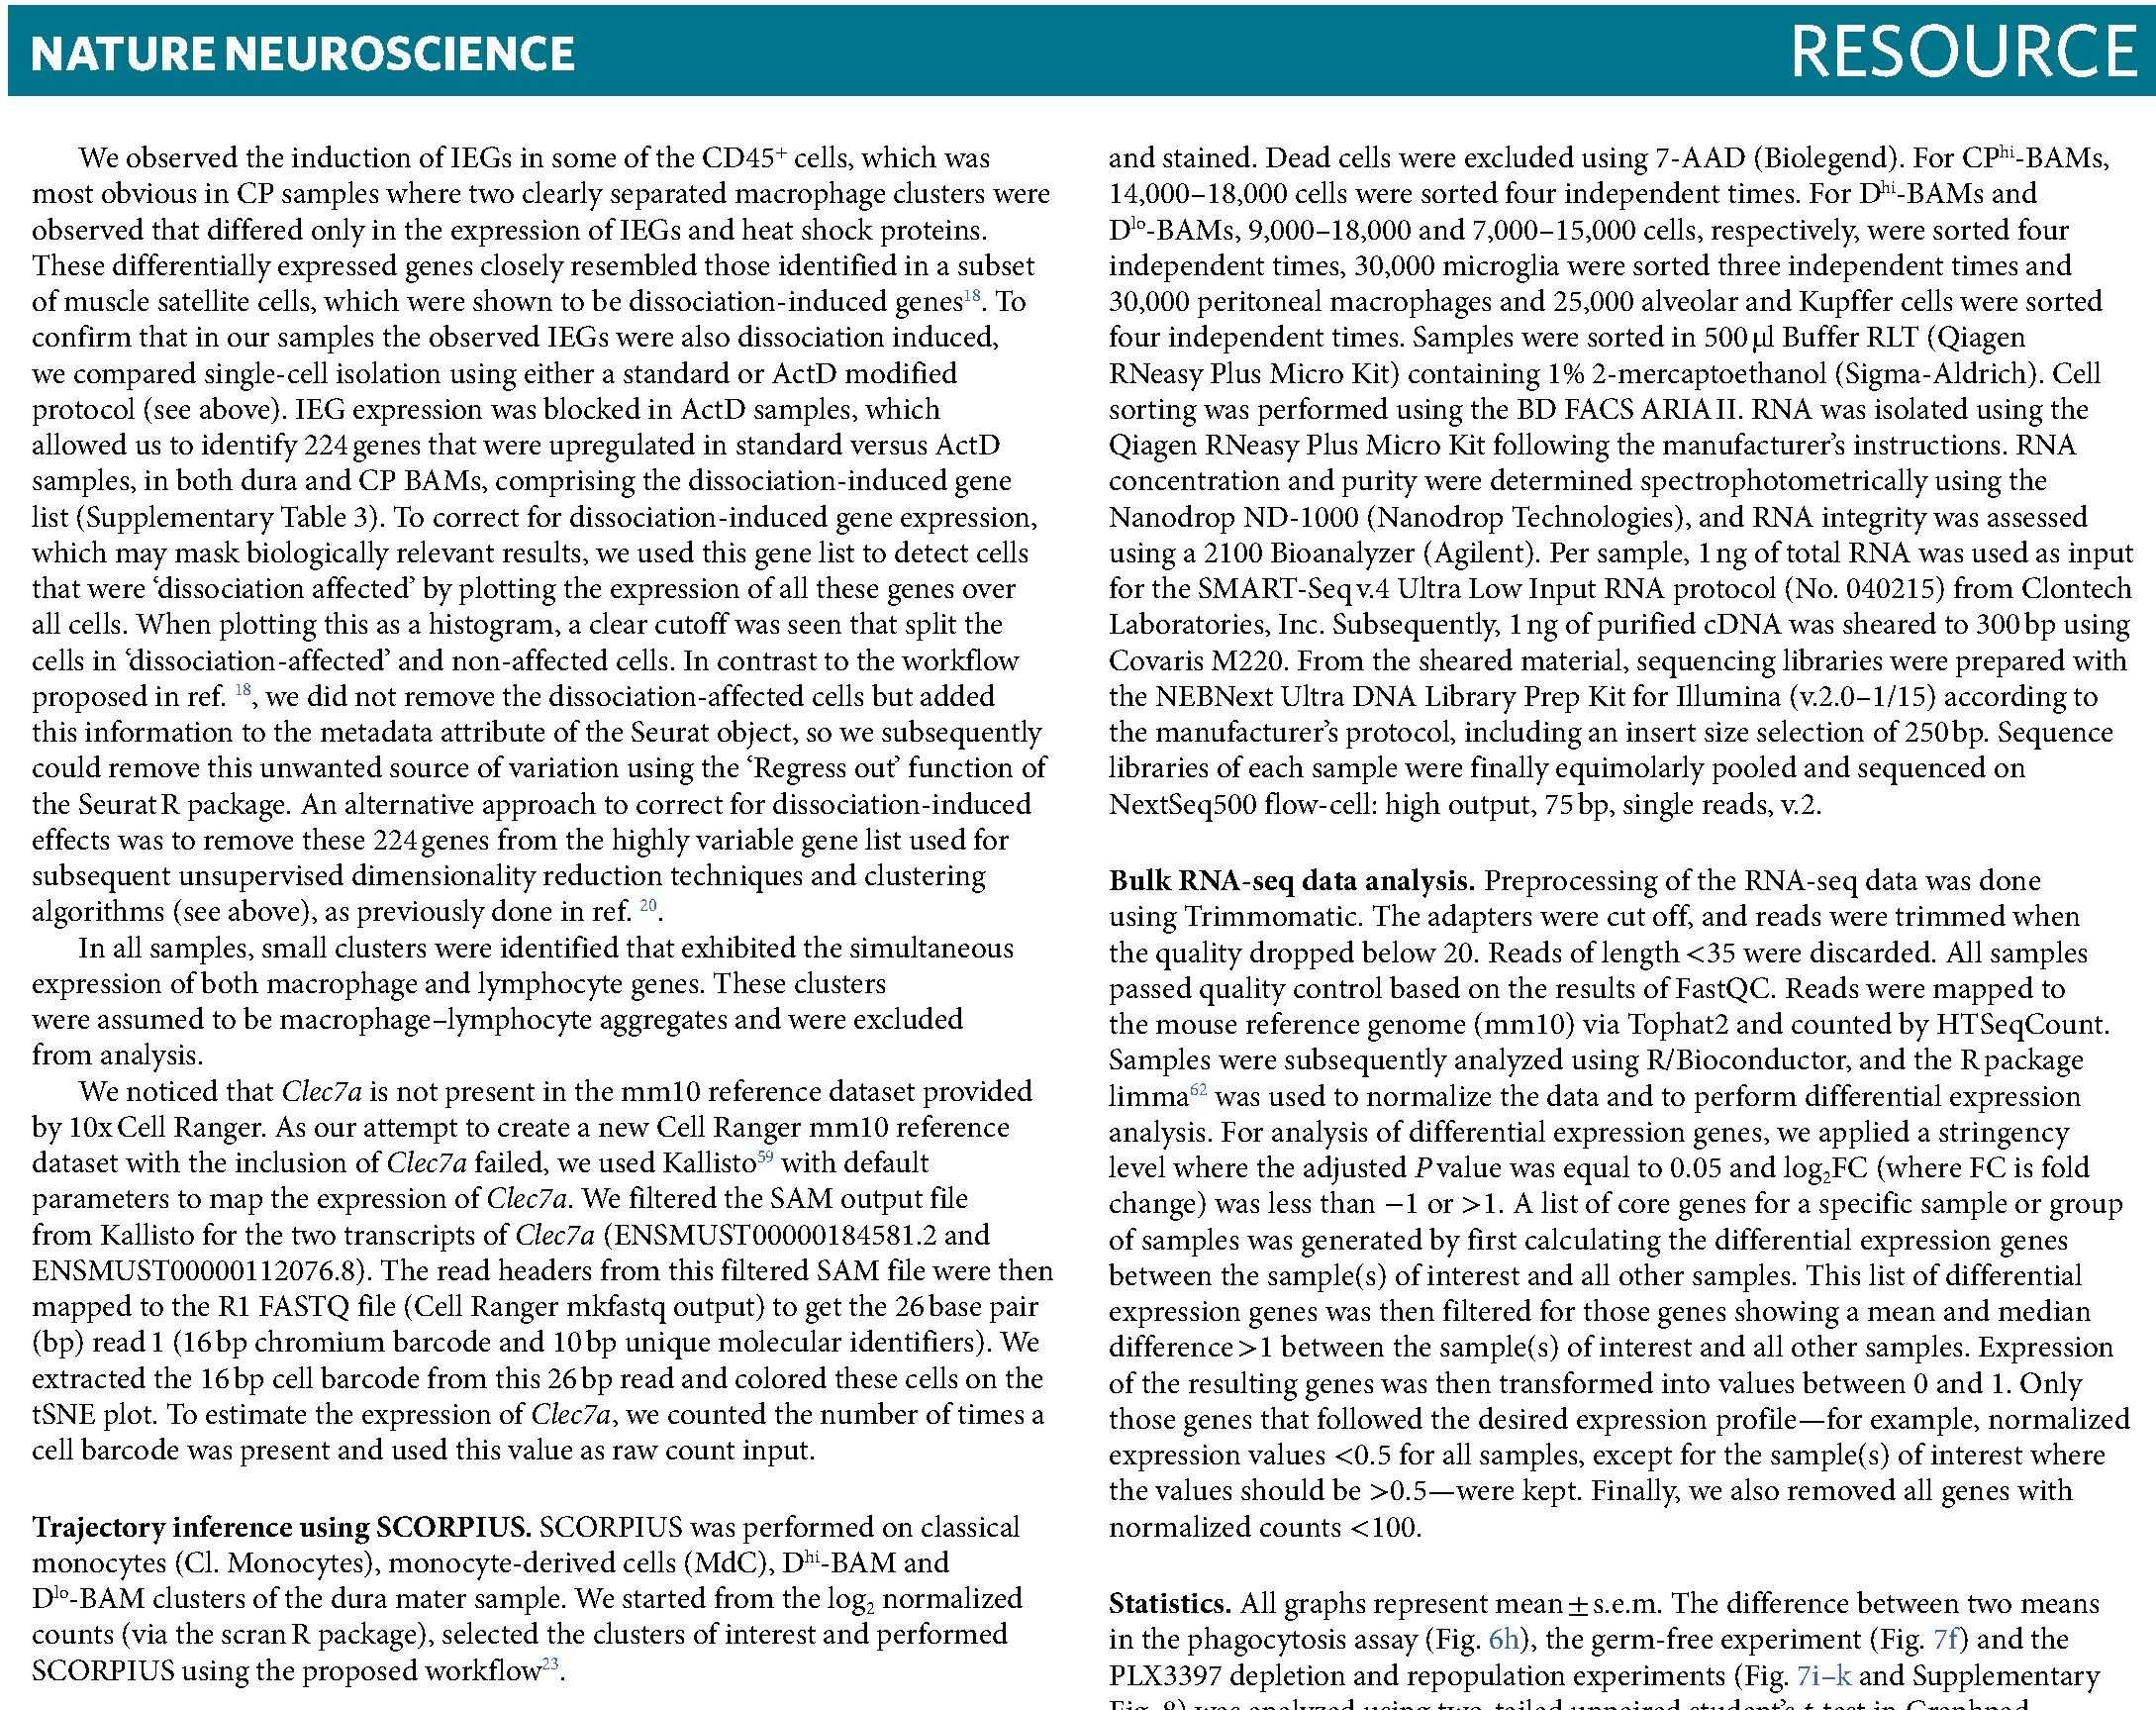 NATURE NEUROSCIENCE
RESOURCE
We observed the induction of IEGs in some of the CD45⁺ cells, which was
most obvious in CP samples where two clearly separated macrophage clusters were
observed that differed only in the expression of IEGs and heat shock proteins.
These differentially expressed genes closely resembled those identified in a subset
of muscle satellite cells, which were shown to be dissociation-induced genes¹⁸. To
confirm that in our samples the observed IEGs were also dissociation induced,
we compared single-cell isolation using either a standard or ActD modified
protocol (see above). IEG expression was blocked in ActD samples, which
allowed us to identify 224 genes that were upregulated in standard versus ActD
samples, in both dura and CP BAMs, comprising the dissociation-induced gene
list (Supplementary Table 3). To correct for dissociation-induced gene expression,
which may mask biologically relevant results, we used this gene list to detect cells
that were ‘dissociation affected’ by plotting the expression of all these genes over
all cells. When plotting this as a histogram, a clear cutoff was seen that split the
cells in ‘dissociation-affected’ and non-affected cells. In contrast to the workflow
proposed in ref. ¹⁸, we did not remove the dissociation-affected cells but added
this information to the metadata attribute of the Seurat object, so we subsequently
could remove this unwanted source of variation using the ‘Regress out’ function of
the Seurat R package. An alternative approach to correct for dissociation-induced
effects was to remove these 224 genes from the highly variable gene list used for
subsequent unsupervised dimensionality reduction techniques and clustering
algorithms (see above), as previously done in ref. ²⁰.
In all samples, small clusters were identified that exhibited the simultaneous
expression of both macrophage and lymphocyte genes. These clusters
were assumed to be macrophage–lymphocyte aggregates and were excluded
from analysis.
We noticed that Clec7a is not present in the mm10 reference dataset provided
by 10x Cell Ranger. As our attempt to create a new Cell Ranger mm10 reference
dataset with the inclusion of Clec7a failed, we used Kallisto⁵⁹ with default
parameters to map the expression of Clec7a. We filtered the SAM output file
from Kallisto for the two transcripts of Clec7a (ENSMUST00000184581.2 and
ENSMUST00000112076.8). The read headers from this filtered SAM file were then
mapped to the R1 FASTQ file (Cell Ranger mkfastq output) to get the 26 base pair
(bp) read 1 (16 bp chromium barcode and 10 bp unique molecular identifiers). We
extracted the 16 bp cell barcode from this 26 bp read and colored these cells on the
tSNE plot. To estimate the expression of Clec7a, we counted the number of times a
cell barcode was present and used this value as raw count input.
Trajectory inference using SCORPIUS. SCORPIUS was performed on classical
monocytes (Cl. Monocytes), monocyte-derived cells (MdC), Dʰⁱ-BAM and
Dˡᵒ-BAM clusters of the dura mater sample. We started from the log₂ normalized
counts (via the scran R package), selected the clusters of interest and performed
SCORPIUS using the proposed workflow²³.
and stained. Dead cells were excluded using 7-AAD (Biolegend). For CPʰⁱ-BAMs,
14,000–18,000 cells were sorted four independent times. For Dʰⁱ-BAMs and
Dˡᵒ-BAMs, 9,000–18,000 and 7,000–15,000 cells, respectively, were sorted four
independent times, 30,000 microglia were sorted three independent times and
30,000 peritoneal macrophages and 25,000 alveolar and Kupffer cells were sorted
four independent times. Samples were sorted in 500 µl Buffer RLT (Qiagen
RNeasy Plus Micro Kit) containing 1% 2-mercaptoethanol (Sigma-Aldrich). Cell
sorting was performed using the BD FACS ARIA II. RNA was isolated using the
Qiagen RNeasy Plus Micro Kit following the manufacturer’s instructions. RNA
concentration and purity were determined spectrophotometrically using the
Nanodrop ND-1000 (Nanodrop Technologies), and RNA integrity was assessed
using a 2100 Bioanalyzer (Agilent). Per sample, 1 ng of total RNA was used as input
for the SMART-Seq v.4 Ultra Low Input RNA protocol (No. 040215) from Clontech
Laboratories, Inc. Subsequently, 1 ng of purified cDNA was sheared to 300 bp using
Covaris M220. From the sheared material, sequencing libraries were prepared with
the NEBNext Ultra DNA Library Prep Kit for Illumina (v.2.0–1/15) according to
the manufacturer’s protocol, including an insert size selection of 250 bp. Sequence
libraries of each sample were finally equimolarly pooled and sequenced on
NextSeq500 flow-cell: high output, 75 bp, single reads, v.2.
Bulk RNA-seq data analysis. Preprocessing of the RNA-seq data was done
using Trimmomatic. The adapters were cut off, and reads were trimmed when
the quality dropped below 20. Reads of length <35 were discarded. All samples
passed quality control based on the results of FastQC. Reads were mapped to
the mouse reference genome (mm10) via Tophat2 and counted by HTSeqCount.
Samples were subsequently analyzed using R/Bioconductor, and the R package
limma⁶² was used to normalize the data and to perform differential expression
analysis. For analysis of differential expression genes, we applied a stringency
level where the adjusted P value was equal to 0.05 and log₂FC (where FC is fold
change) was less than −1 or >1. A list of core genes for a specific sample or group
of samples was generated by first calculating the differential expression genes
between the sample(s) of interest and all other samples. This list of differential
expression genes was then filtered for those genes showing a mean and median
difference >1 between the sample(s) of interest and all other samples. Expression
of the resulting genes was then transformed into values between 0 and 1. Only
those genes that followed the desired expression profile—for example, normalized
expression values <0.5 for all samples, except for the sample(s) of interest where
the values should be >0.5—were kept. Finally, we also removed all genes with
normalized counts <100.
Statistics. All graphs represent mean ± s.e.m. The difference between two means
in the phagocytosis assay (Fig. 6h), the germ-free experiment (Fig. 7f) and the
PLX3397 depletion and repopulation experiments (Fig. 7i–k and Supplementary
Fig. 8) was analyzed using two-tailed unpaired student’s t-test in Graphpad